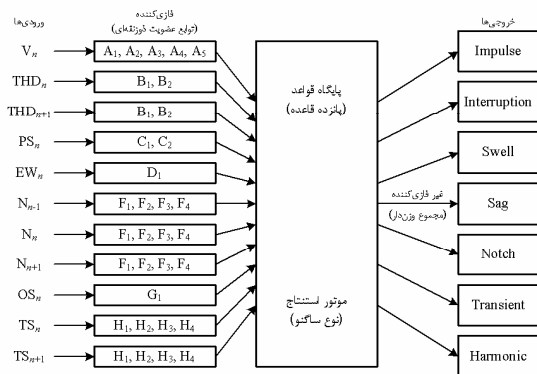 ورودی‌ها
فازی‌کننده
(توابع عضویت ذوزنقه‌ای)
خروجی‌ها
Vn
A1, A2, A3, A4, A5
THDn
B1, B2
THDn+1
B1, B2
PSn
C1, C2
EWn
D1
Nn-1
F1, F2, F3, F4
Nn
F1, F2, F3, F4
Nn+1
F1, F2, F3, F4
OSn
G1
TSn
H1, H2, H3, H4
TSn+1
H1, H2, H3, H4
پایگاه قواعد
(پانزده قاعده)
موتور استنتاج
(نوع ساگنو)
غیر فازی‌کننده
(مجموع وزن‌دار)
Impulse
Interruption
Swell
Sag
Notch
Transient
Harmonic